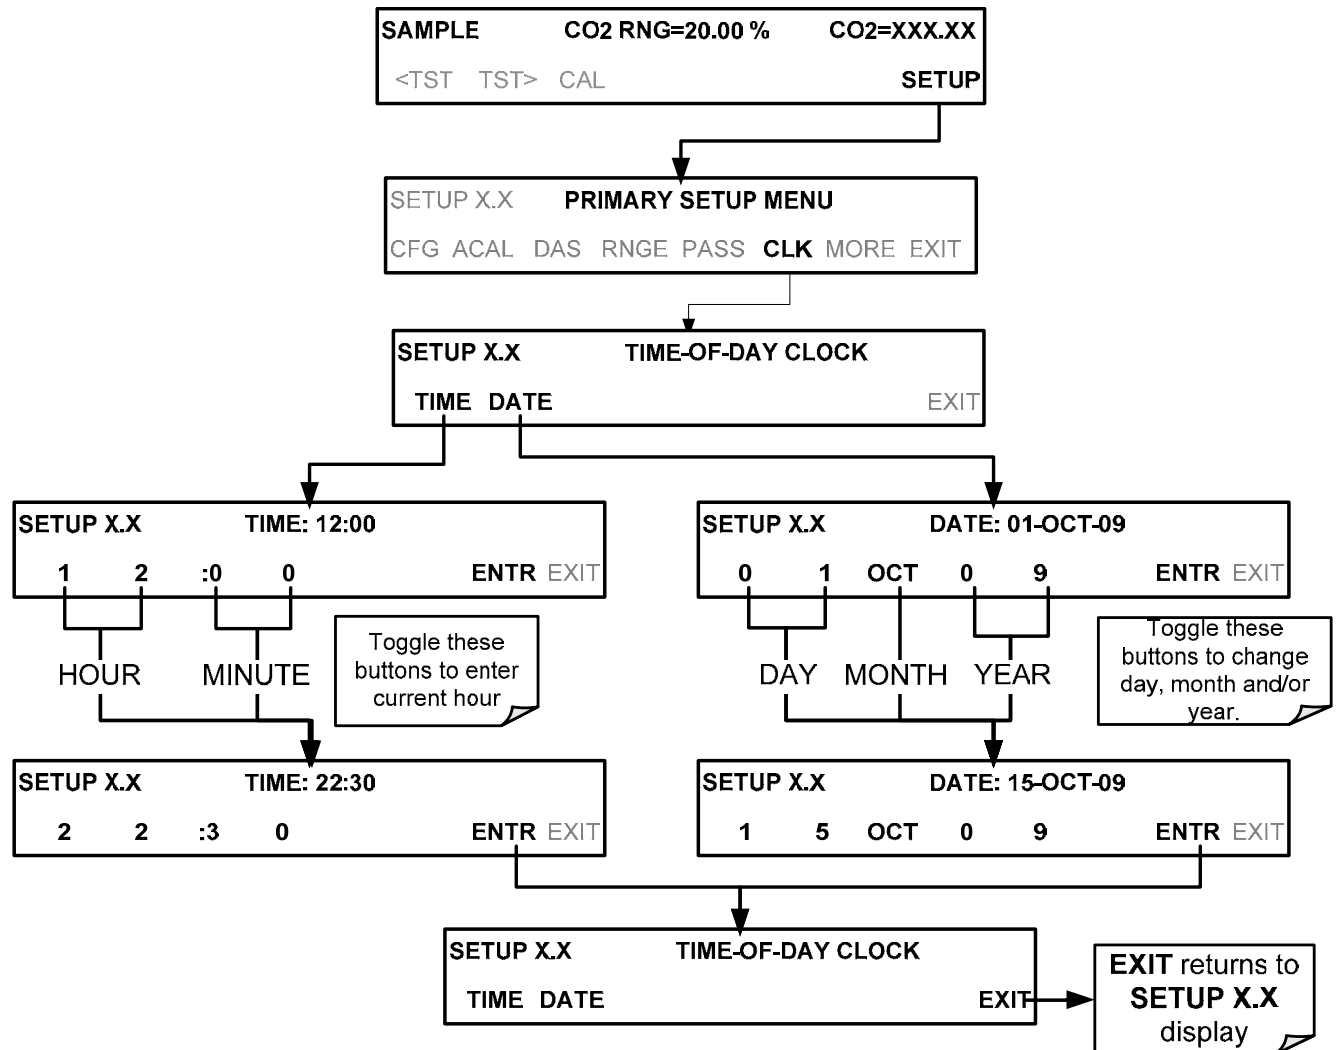 SAMPLE CO2 RNG=20.00 % CO2=XXX.XX
<TST TST> CAL SETUP
SETUP X.X PRIMARY SETUP MENU
CFG ACAL DAS RNGE PASS CLK MORE EXIT
SETUP X.X TIME-OF-DAY CLOCK
TIME DATE EXIT
SETUP X.X TIME: 12:00
1 2 :0 0 ENTR EXIT
HOUR MINUTE
Toggle these
buttons to enter
current hour
SETUP X.X DATE: 01-OCT-09
0 1 OCT 0 9 ENTR EXIT
DAY MONTH YEAR
Toggle these
buttons to change
day, month and/or
year.
SETUP X.X TIME: 22:30
2 2 :3 0 ENTR EXIT
SETUP X.X DATE: 15-OCT-09
1 5 OCT 0 9 ENTR EXIT
SETUP X.X TIME-OF-DAY CLOCK
TIME DATE EXIT
EXIT returns to
SETUP X.X
display